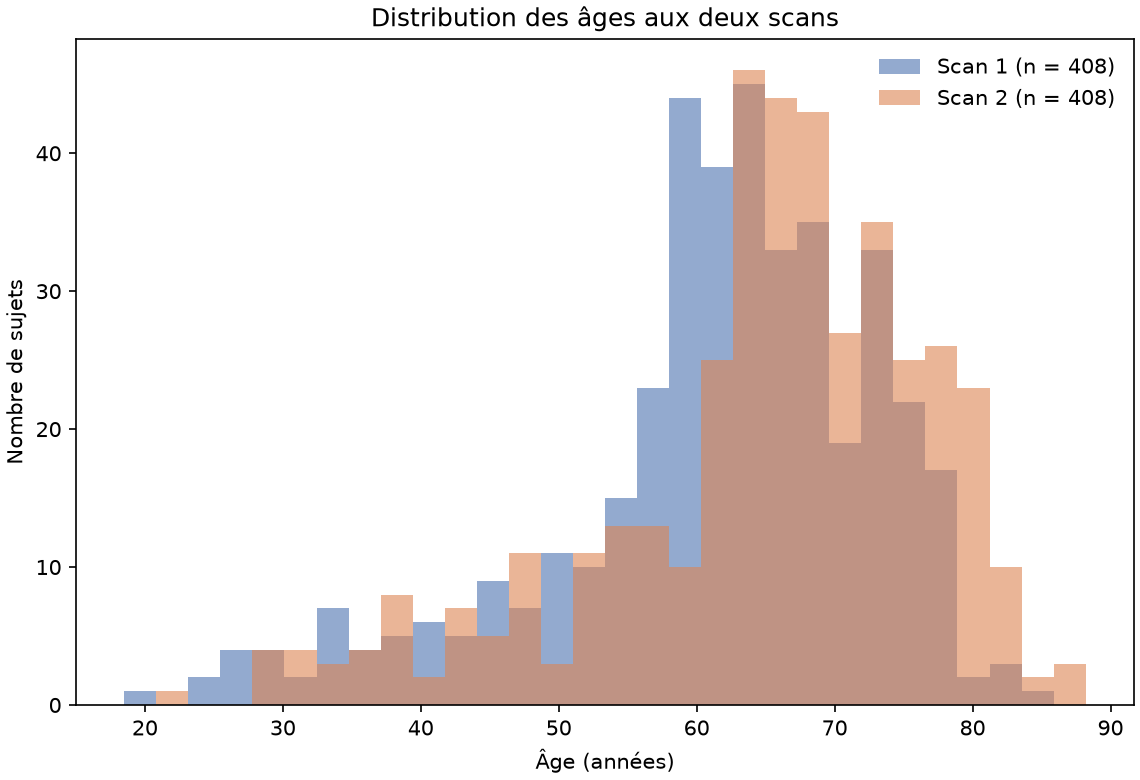 Distribution des âges aux deux scans
Scan 1 (n = 408)
Scan 2 (n = 408)
Nombre de sujets
40
30
20
10
0
20 30 40 50 60 70 80 90
Âge (années)